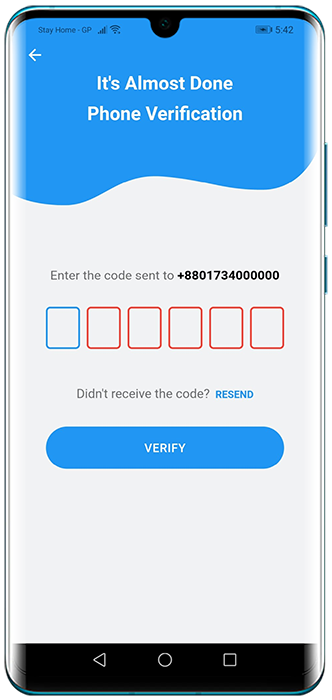 Stay Home - GP 5:42
It's Almost Done
Phone Verification
Enter the code sent to +8801734000000
Didn't receive the code? RESEND
VERIFY